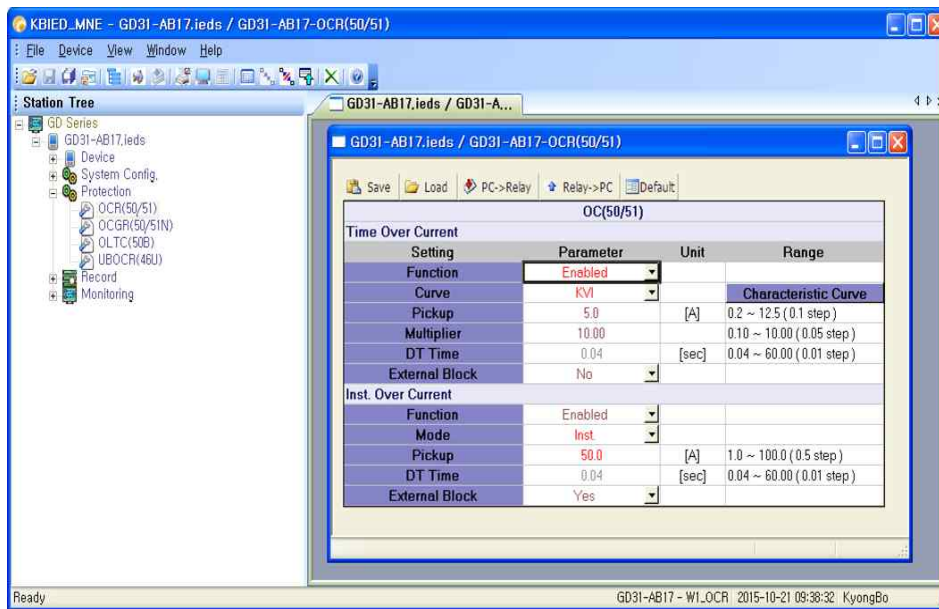 KBIED_MNE - GD31-AB17.ieds / GD31-AB17-OCR(50/51)
File Device View Window Help
Station Tree
GD Series
GD31-AB17.ieds
Device
System Config.
Protection
OCR(50/51)
OCGR(50/51N)
OLTC(50B)
UBOCR(46U)
Record
Monitoring
GD31-AB17.ieds / GD31-A...
GD31-AB17.ieds / GD31-AB17-OCR(50/51)
Save Load PC->Relay Relay->PC Default
OC(50/51)
Time Over Current
Setting Parameter Unit Range
Function Enabled
Curve KVI Characteristic Curve
Pickup 5.0 [A] 0.2 ~ 12.5 ( 0.1 step )
Multiplier 10.00 0.10 ~ 10.00 ( 0.05 step )
DT Time 0.04 [sec] 0.04 ~ 60.00 ( 0.01 step )
External Block No
Inst. Over Current
Function Enabled
Mode Inst.
Pickup 50.0 [A] 1.0 ~ 100.0 ( 0.5 step )
DT Time 0.04 [sec] 0.04 ~ 60.00 ( 0.01 step )
External Block Yes
Ready GD31-AB17 - W1_OCR 2015-10-21 09:38:32 KyongBo